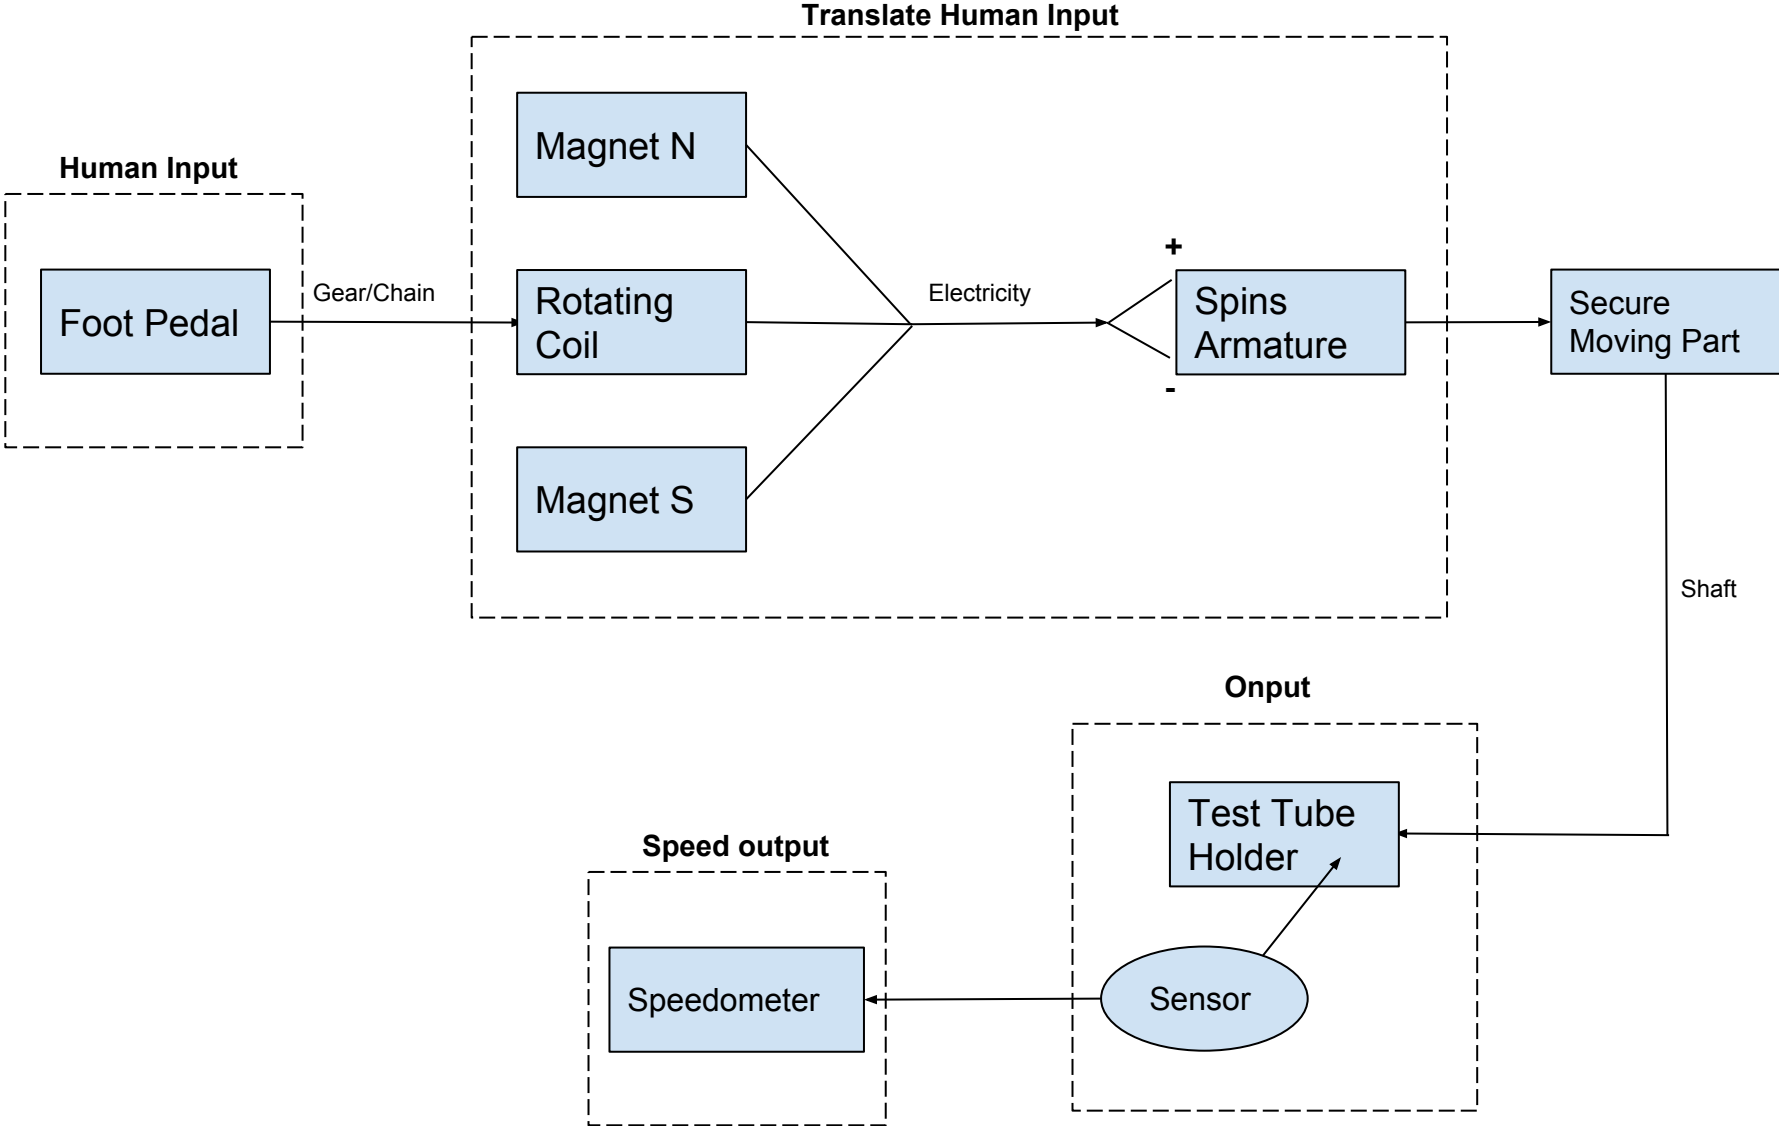 Translate Human Input
Magnet N
Human Input
Foot Pedal
Gear/Chain
Rotating
Coil
Electricity
+
-
Spins
Armature
Secure
Moving Part
Magnet S
Shaft
Onput
Test Tube
Holder
Sensor
Speed output
Speedometer